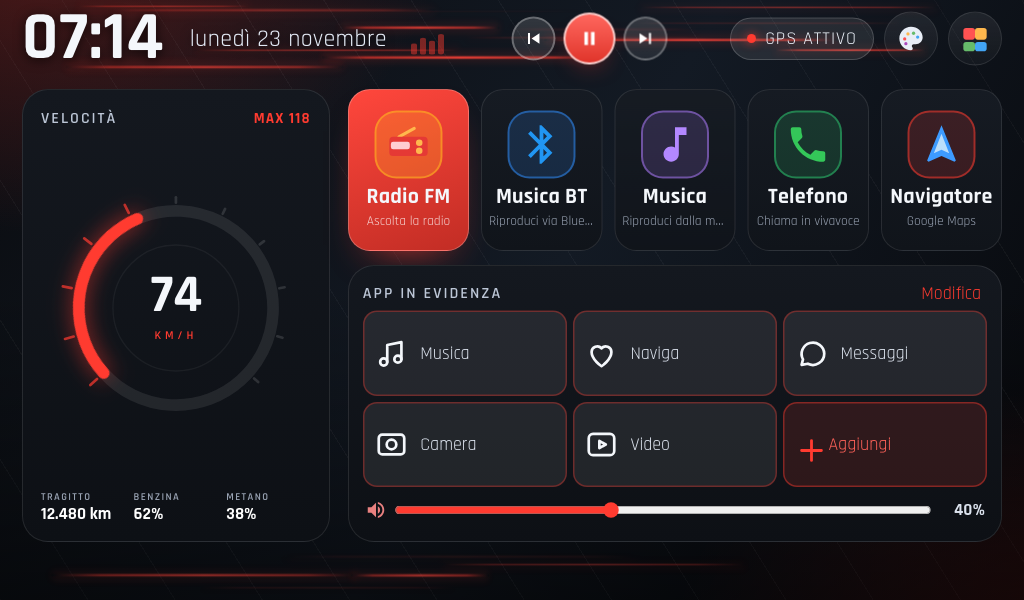 07:14
lunedì 23 novembre
GPS ATTIVO
VELOCITÀ
MAX 118
74
KM/H
TRAGITTO
BENZINA
METANO
12.480 km
62%
38%
Radio FM
Ascolta la radio
Musica BT
Riproduci via Blue...
Musica
Riproduci dalla m...
Telefono
Chiama in vivavoce
Navigatore
Google Maps
APP IN EVIDENZA
Modifica
Musica
Naviga
Messaggi
Camera
Video
Aggiungi
40%